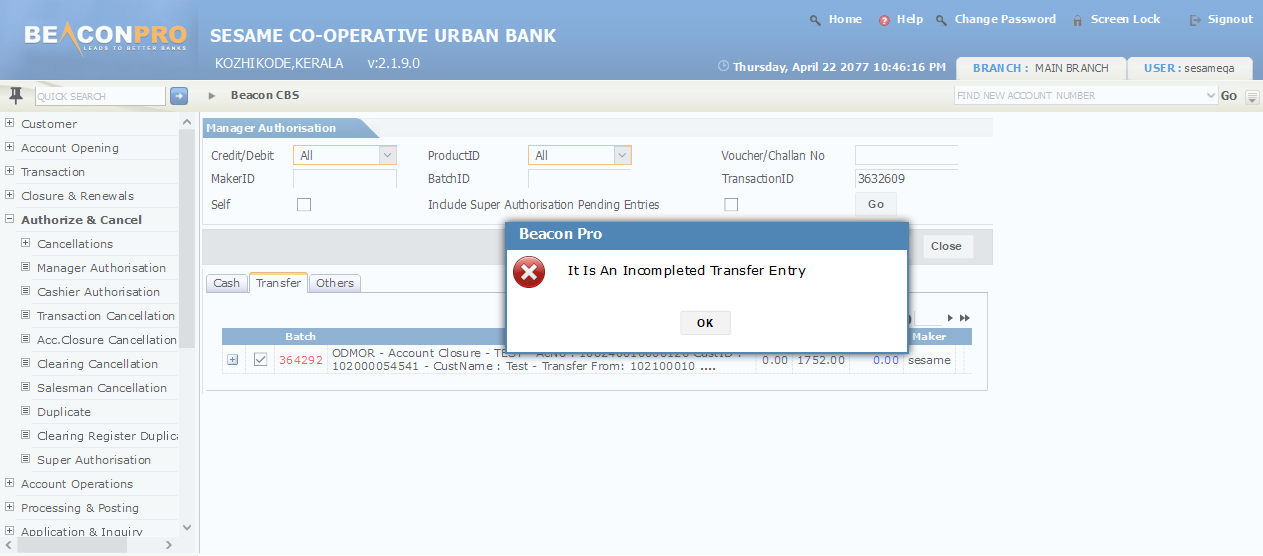 Home Help Change Password Screen Lock Signout
BEACONPRO
LEADS TO BETTER BANKS
SESAME CO-OPERATIVE URBAN BANK
KOZHIKODE,KERALA v:2.1.9.0
Thursday, April 22 2077 10:46:16 PM BRANCH : MAIN BRANCH USER : sesameqa
QUICK SEARCH Beacon CBS FIND NEW ACCOUNT NUMBER Go
Customer
Account Opening
Transaction
Closure & Renewals
Authorize & Cancel
Cancellations
Manager Authorisation
Cashier Authorisation
Transaction Cancellation
Acc.Closure Cancellation
Clearing Cancellation
Salesman Cancellation
Duplicate
Clearing Register Duplica
Super Authorisation
Account Operations
Processing & Posting
Application & Inquiry
Manager Authorisation
Credit/Debit All ProductID All Voucher/Challan No
MakerID BatchID TransactionID 3632609
Self Include Super Authorisation Pending Entries Go
Close
Beacon Pro
It Is An Incompleted Transfer Entry
OK
Cash Transfer Others
Batch Maker
364292 ODMOR - Account Closure - TEST - 0.00 1752.00 0.00 sesame
102000054541 - CustName : Test - Transfer From: 102100010 ....